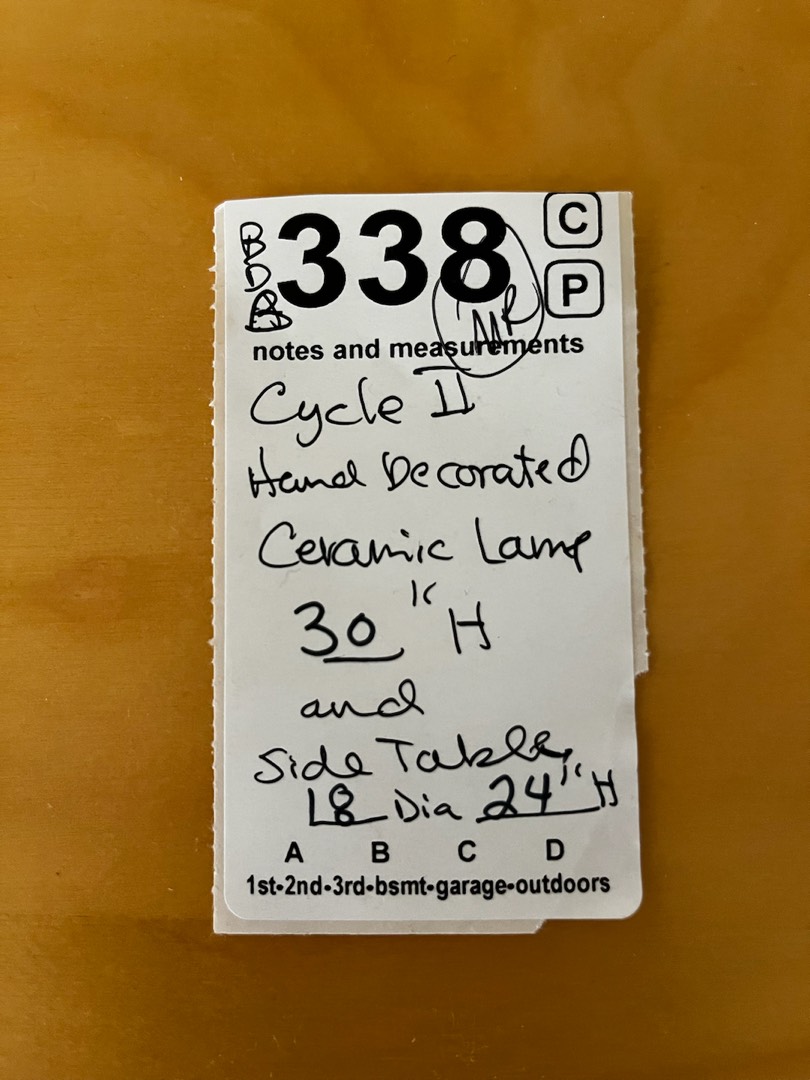 338
C
P
MR
notes and measurements
Cycle II
Hand Decorated
Ceramic Lamp
30" H
and
Side Table,
18 Dia 24" H
A B C D
1st•2nd•3rd•bsmt•garage•outdoors